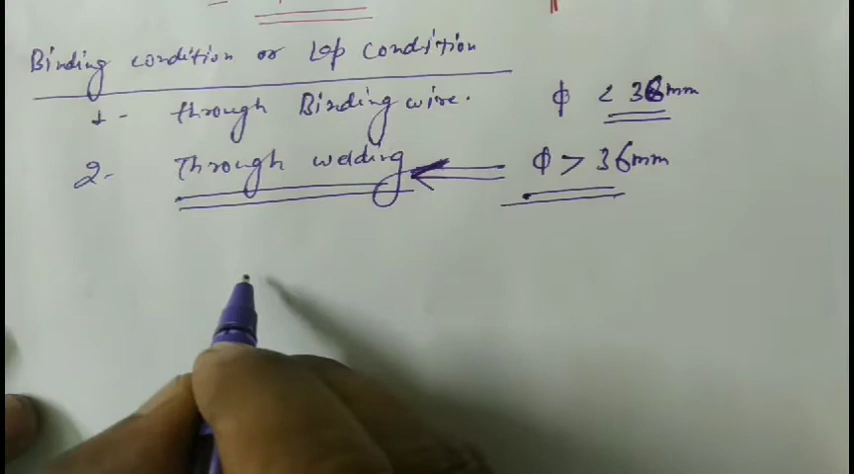 Binding condition or Lap condition
1- through Binding wire. ϕ < 36mm
2- Through welding ϕ > 36mm